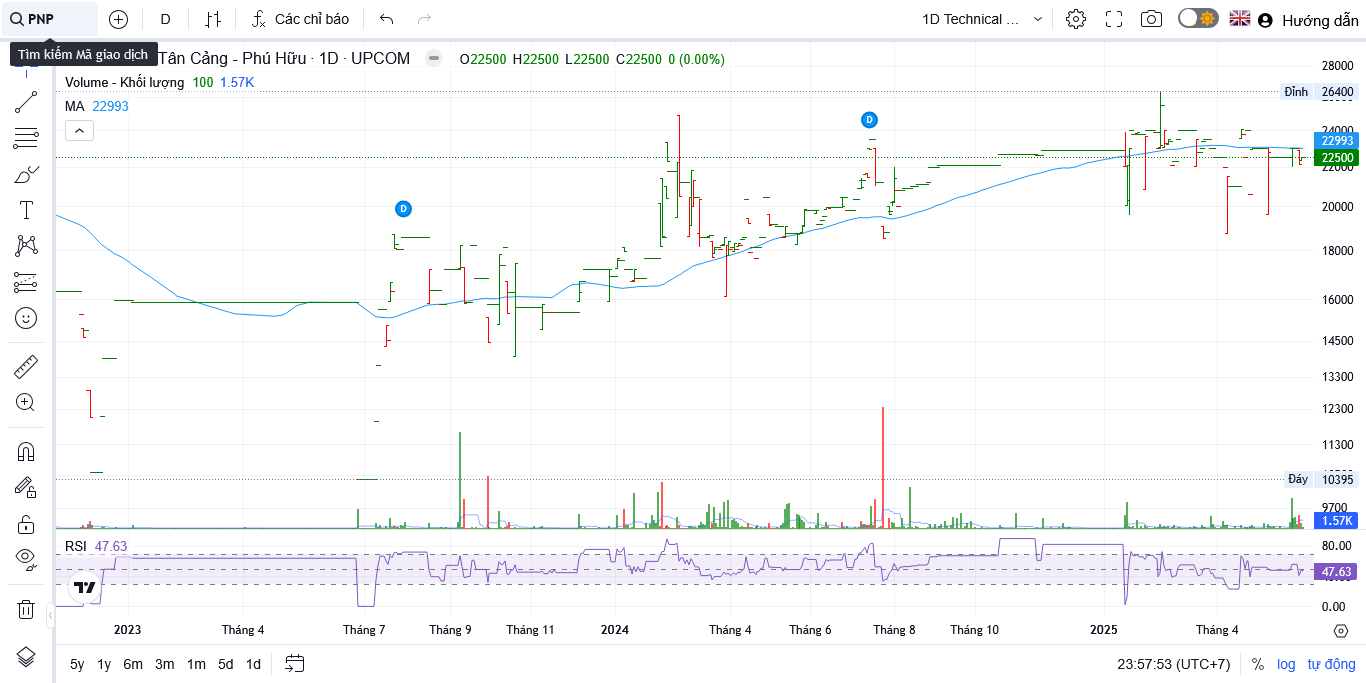 PNP D Các chỉ báo 1D Technical ... Hướng dẫn
Tìm kiếm Mã giao dịch
Tân Cảng - Phú Hữu · 1D · UPCOM O22500 H22500 L22500 C22500 0 (0.00%)
Volume - Khối lượng 100 1.57K
MA 22993
28000
Đỉnh 26400
24000
22993
22500
22000
20000
18000
16000
14500
13300
12300
11300
Đáy 10395
9700
1.57K
D
D
RSI 47.63
80.00
47.63
0.00
2023 Tháng 4 Tháng 7 Tháng 9 Tháng 11 2024 Tháng 4 Tháng 6 Tháng 8 Tháng 10 2025 Tháng 4
5y 1y 6m 3m 1m 5d 1d 23:57:53 (UTC+7) % log tự động